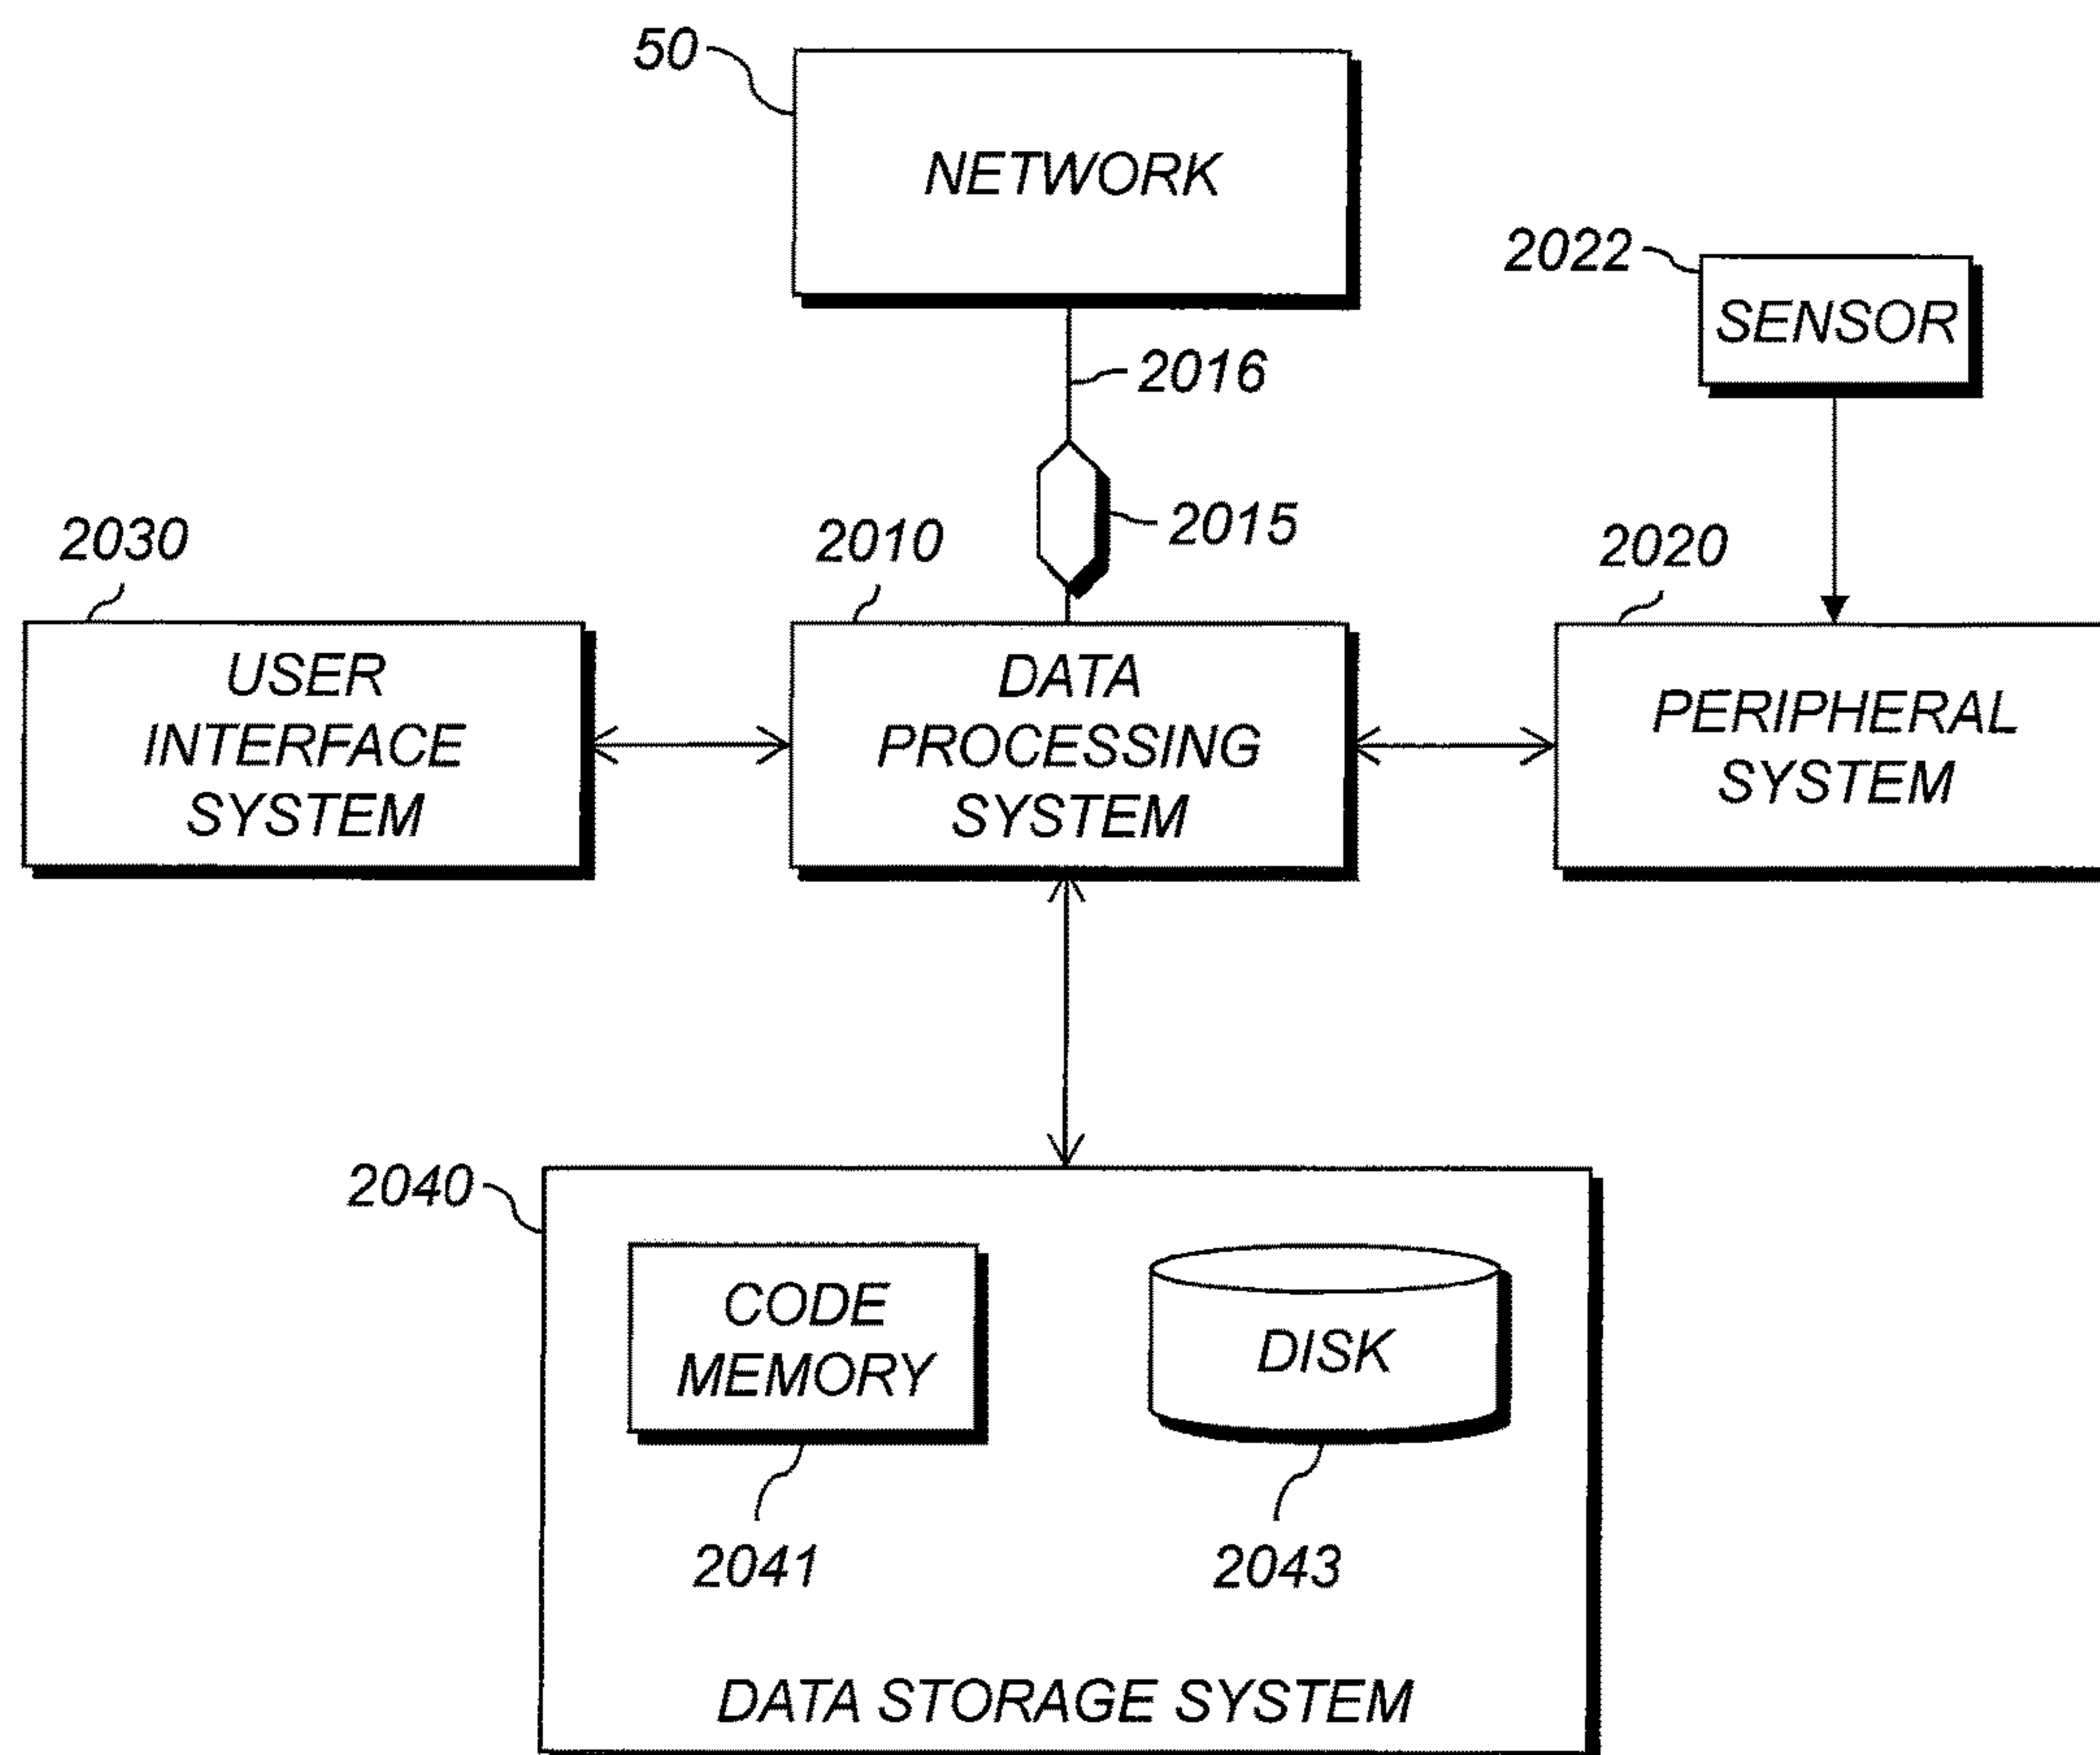 50
NETWORK
2022
SENSOR
2016
2015
2030
2010
2020
USER
INTERFACE
SYSTEM
DATA
PROCESSING
SYSTEM
PERIPHERAL
SYSTEM
2040
CODE
MEMORY
DISK
2041
2043
DATA STORAGE SYSTEM